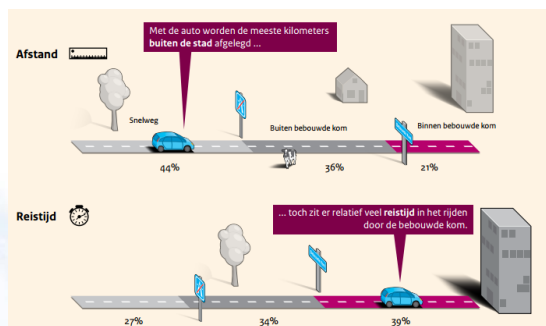 Met de auto worden de meeste kilometers
buiten de stad afgelegd ...
Afstand
Snelweg
Buiten bebouwde kom
Binnen bebouwde kom
44%
36%
21%
Reistijd
... toch zit er relatief veel reistijd in het rijden
door de bebouwde kom.
27%
34%
39%